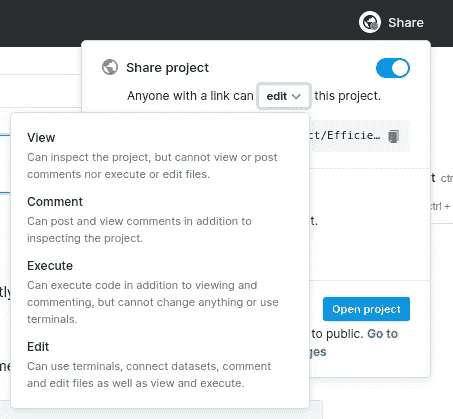 Share
Share project
Anyone with a link can edit this project.
ct/Efficie…
View
Can inspect the project, but cannot view or post
comments nor execute or edit files.
Comment
Can post and view comments in addition to
inspecting the project.
Execute
Can execute code in addition to viewing and
commenting, but cannot change anything or use
terminals.
Edit
Can use terminals, connect datasets, comment
and edit files as well as view and execute.
t.
Open project
to public. Go to
ges
t ctr
trl +
tly
me